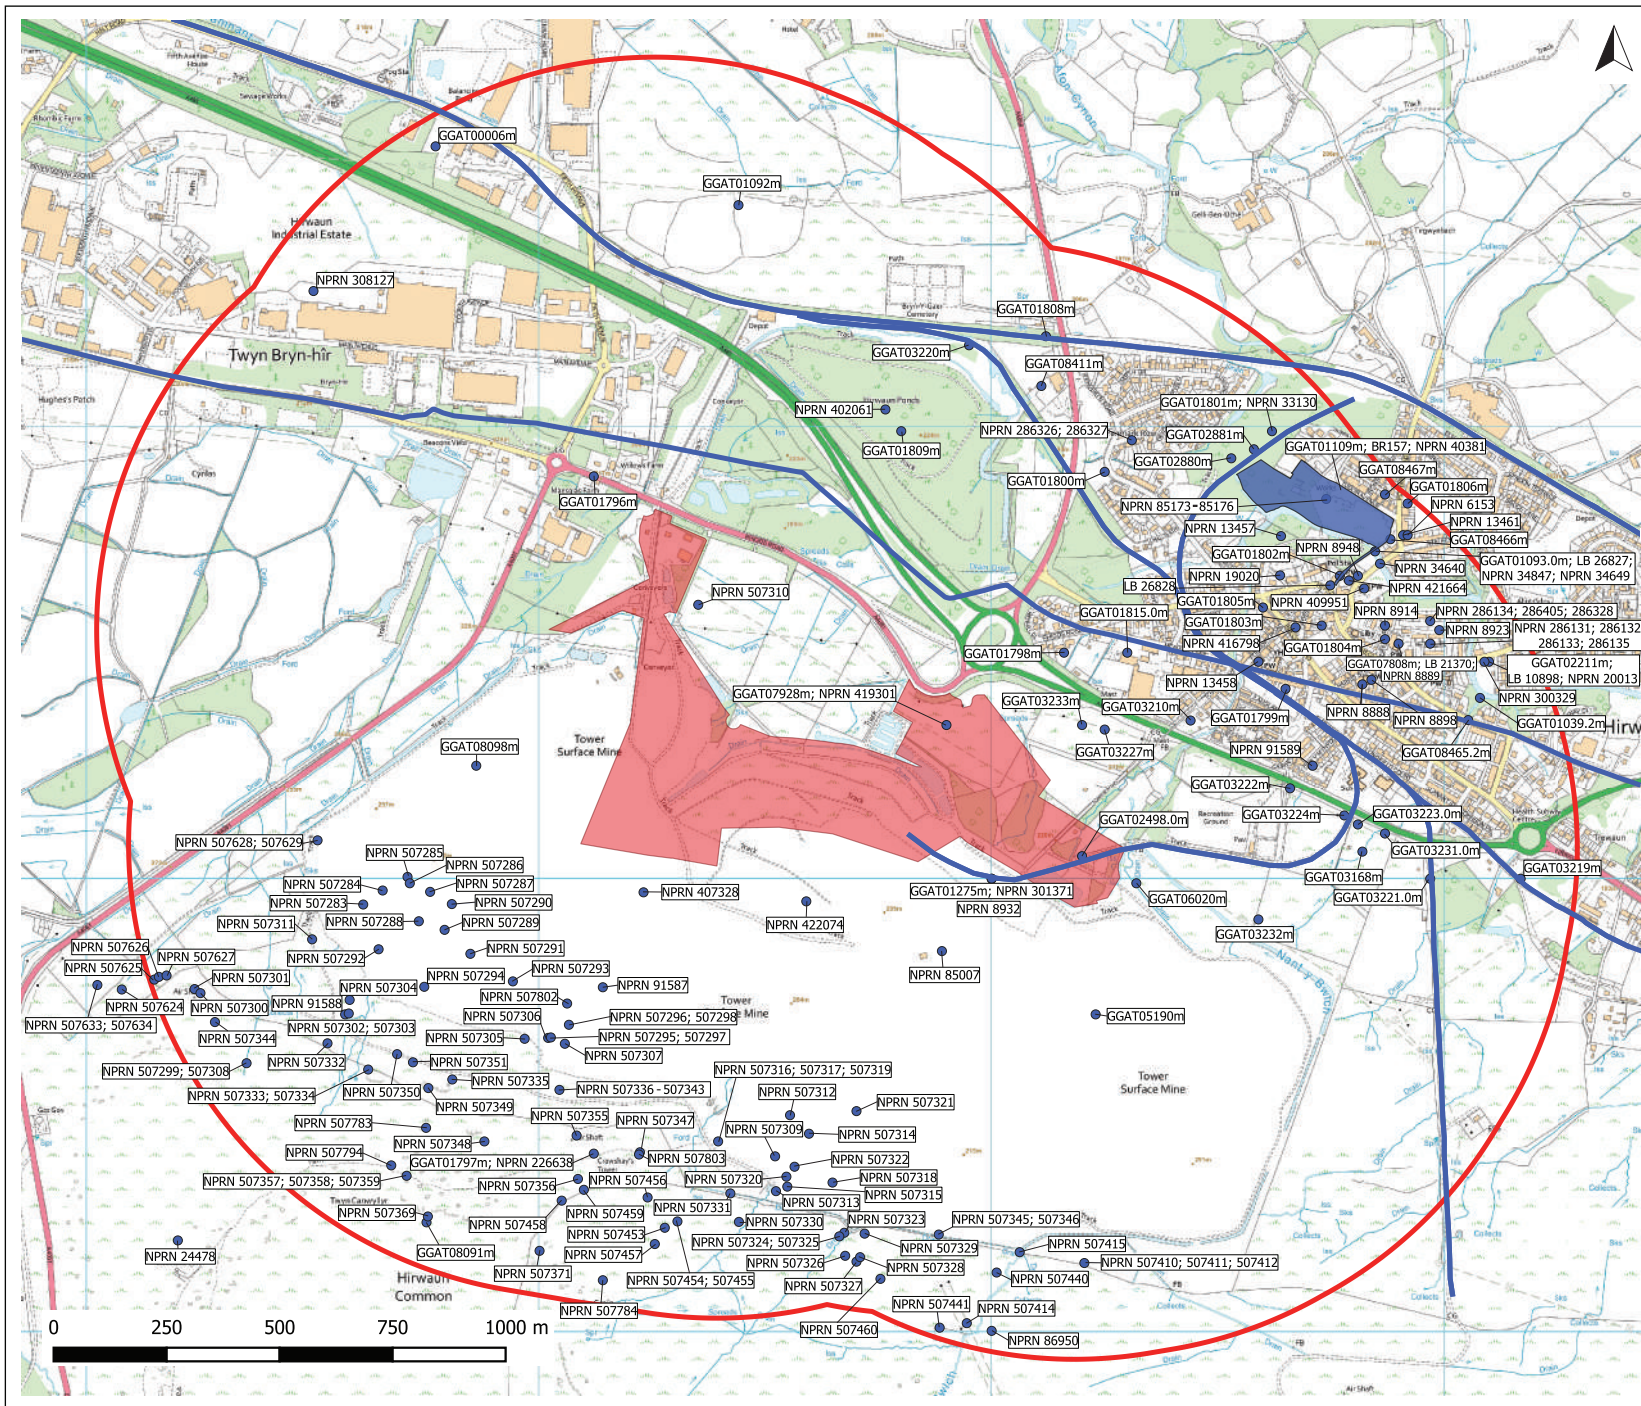 GGAT00006m
GGAT01092m
Hirwaun
Industrial Estate
NPRN 308127
Twyn Bryn-hîr
Hughes's Patch
GGAT01808m
GGAT03220m
GGAT08411m
NPRN 402061
GGAT01809m
NPRN 286326; 286327
GGAT01801m; NPRN 33130
GGAT02881m
GGAT02880m
GGAT01109m; BR157; NPRN 40381
GGAT08467m
GGAT01800m
GGAT01806m
GGAT01796m
NPRN 85173-85176
NPRN 6153
NPRN 13457
NPRN 13461
GGAT08466m
GGAT01802m
NPRN 8948
GGAT01093.0m; LB 26827;
NPRN 34847; NPRN 34649
NPRN 34640
NPRN 19020
LB 26828
NPRN 421664
NPRN 409951
NPRN 507310
GGAT01805m
GGAT01815.0m
NPRN 8914
NPRN 286134; 286405; 286328
GGAT01803m
NPRN 8923
NPRN 286131; 286132
286133; 286135
NPRN 416798
GGAT01804m
GGAT01798m
GGAT07808m; LB 21370;
NPRN 8889
GGAT02211m;
LB 10898; NPRN 20013
NPRN 13458
NPRN 300329
GGAT07928m; NPRN 419301
GGAT03233m
GGAT03210m
GGAT01799m
NPRN 8888
NPRN 8898
GGAT01039.2m
Hirw
GGAT03227m
NPRN 91589
GGAT08465.2m
Tower
Surface Mine
GGAT08098m
GGAT03222m
GGAT02498.0m
GGAT03224m
GGAT03223.0m
Recreation
Ground
NPRN 507628; 507629
GGAT03231.0m
NPRN 507285
NPRN 507286
NPRN 507284
NPRN 507287
NPRN 407328
GGAT01275m; NPRN 301371
NPRN 8932
GGAT03168m
GGAT03219m
GGAT03221.0m
NPRN 507283
NPRN 507290
GGAT06020m
NPRN 507288
NPRN 507289
NPRN 422074
NPRN 507311
GGAT03232m
NPRN 507626
NPRN 507627
NPRN 507292
NPRN 507291
NPRN 507625
NPRN 507301
NPRN 507294
NPRN 507293
NPRN 85007
Nant-y-Bwlch
NPRN 507624
NPRN 507304
NPRN 91587
NPRN 507300
NPRN 91588
NPRN 507802
Tower
Surface Mine
NPRN 507633; 507634
NPRN 507302; 507303
NPRN 507306
NPRN 507296; 507298
GGAT05190m
NPRN 507344
NPRN 507305
NPRN 507295; 507297
NPRN 507332
NPRN 507307
NPRN 507299; 507308
NPRN 507351
NPRN 507316; 507317; 507319
NPRN 507335
Tower
Surface Mine
NPRN 507333; 507334
NPRN 507350
NPRN 507336 - 507343
NPRN 507312
NPRN 507349
NPRN 507321
NPRN 507355
NPRN 507347
NPRN 507309
NPRN 507783
NPRN 507314
NPRN 507348
NPRN 507794
GGAT01797m; NPRN 226638
NPRN 507803
NPRN 507322
NPRN 507357; 507358; 507359
NPRN 507356
NPRN 507456
NPRN 507320
NPRN 507318
NPRN 507315
NPRN 507313
NPRN 507369
NPRN 507459
NPRN 507331
NPRN 507458
NPRN 507330
NPRN 507323
NPRN 507345; 507346
NPRN 507453
NPRN 507324; 507325
NPRN 507329
NPRN 507415
NPRN 24478
GGAT08091m
NPRN 507457
NPRN 507326
NPRN 507328
NPRN 507410; 507411; 507412
NPRN 507371
NPRN 507454; 507455
NPRN 507327
NPRN 507440
Hirwaun
Common
NPRN 507784
NPRN 507441
NPRN 507414
NPRN 507460
NPRN 86950
0 250 500 750 1000 m